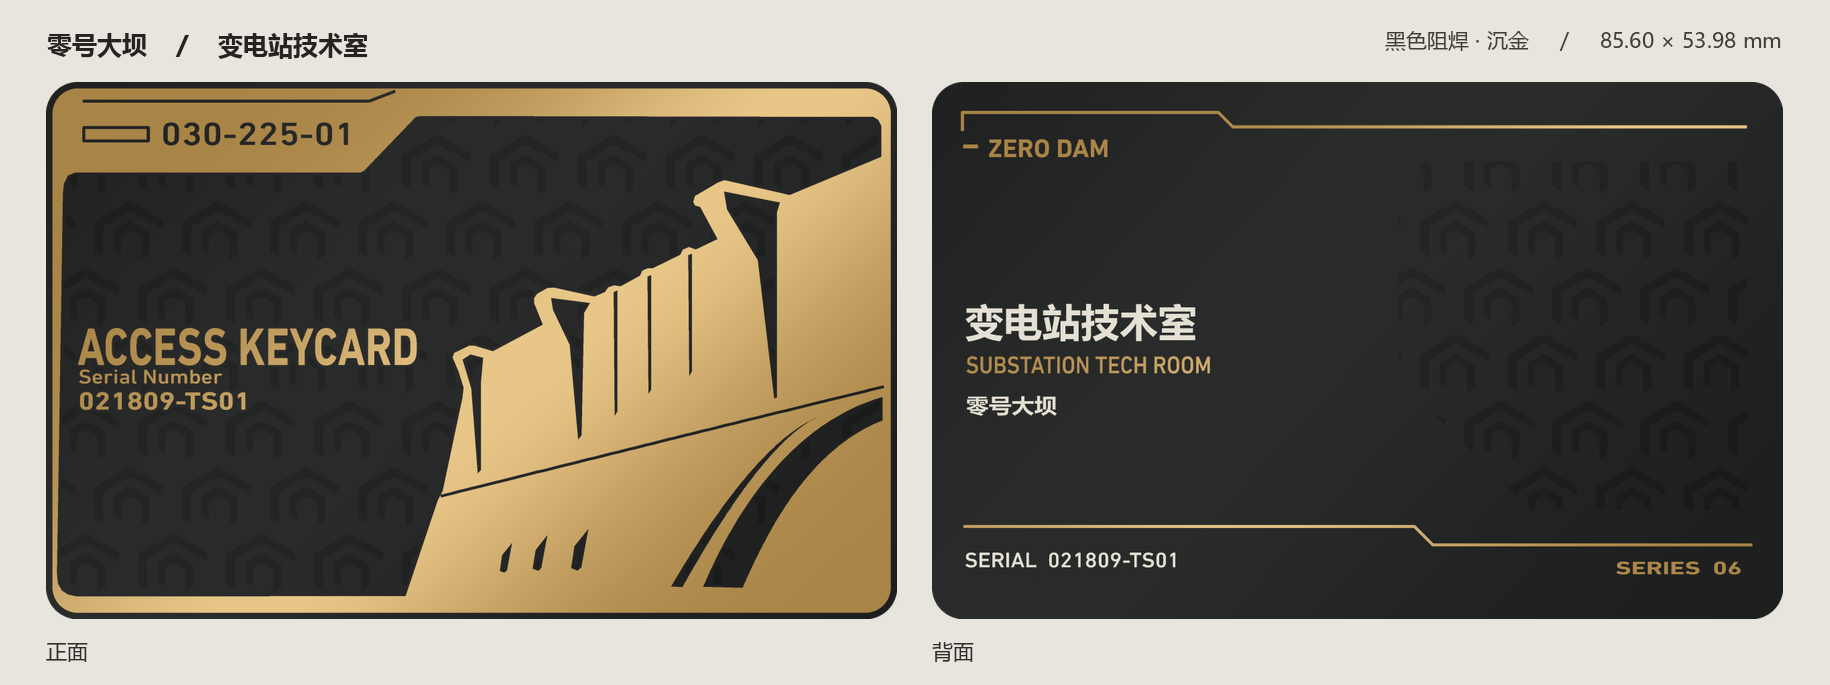 零号大坝 / 变电站技术室
黑色阻焊 · 沉金 / 85.60 × 53.98 mm
030-225-01
ACCESS KEYCARD
Serial Number
021809-TS01
ZERO DAM
变电站技术室
SUBSTATION TECH ROOM
零号大坝
SERIAL 021809-TS01
SERIES 06
正面
背面